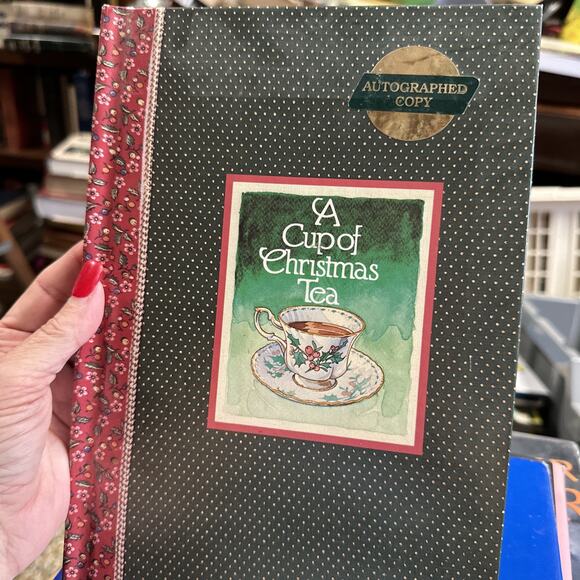 AUTOGRAPHED
COPY
A
Cup of
Christmas
Tea